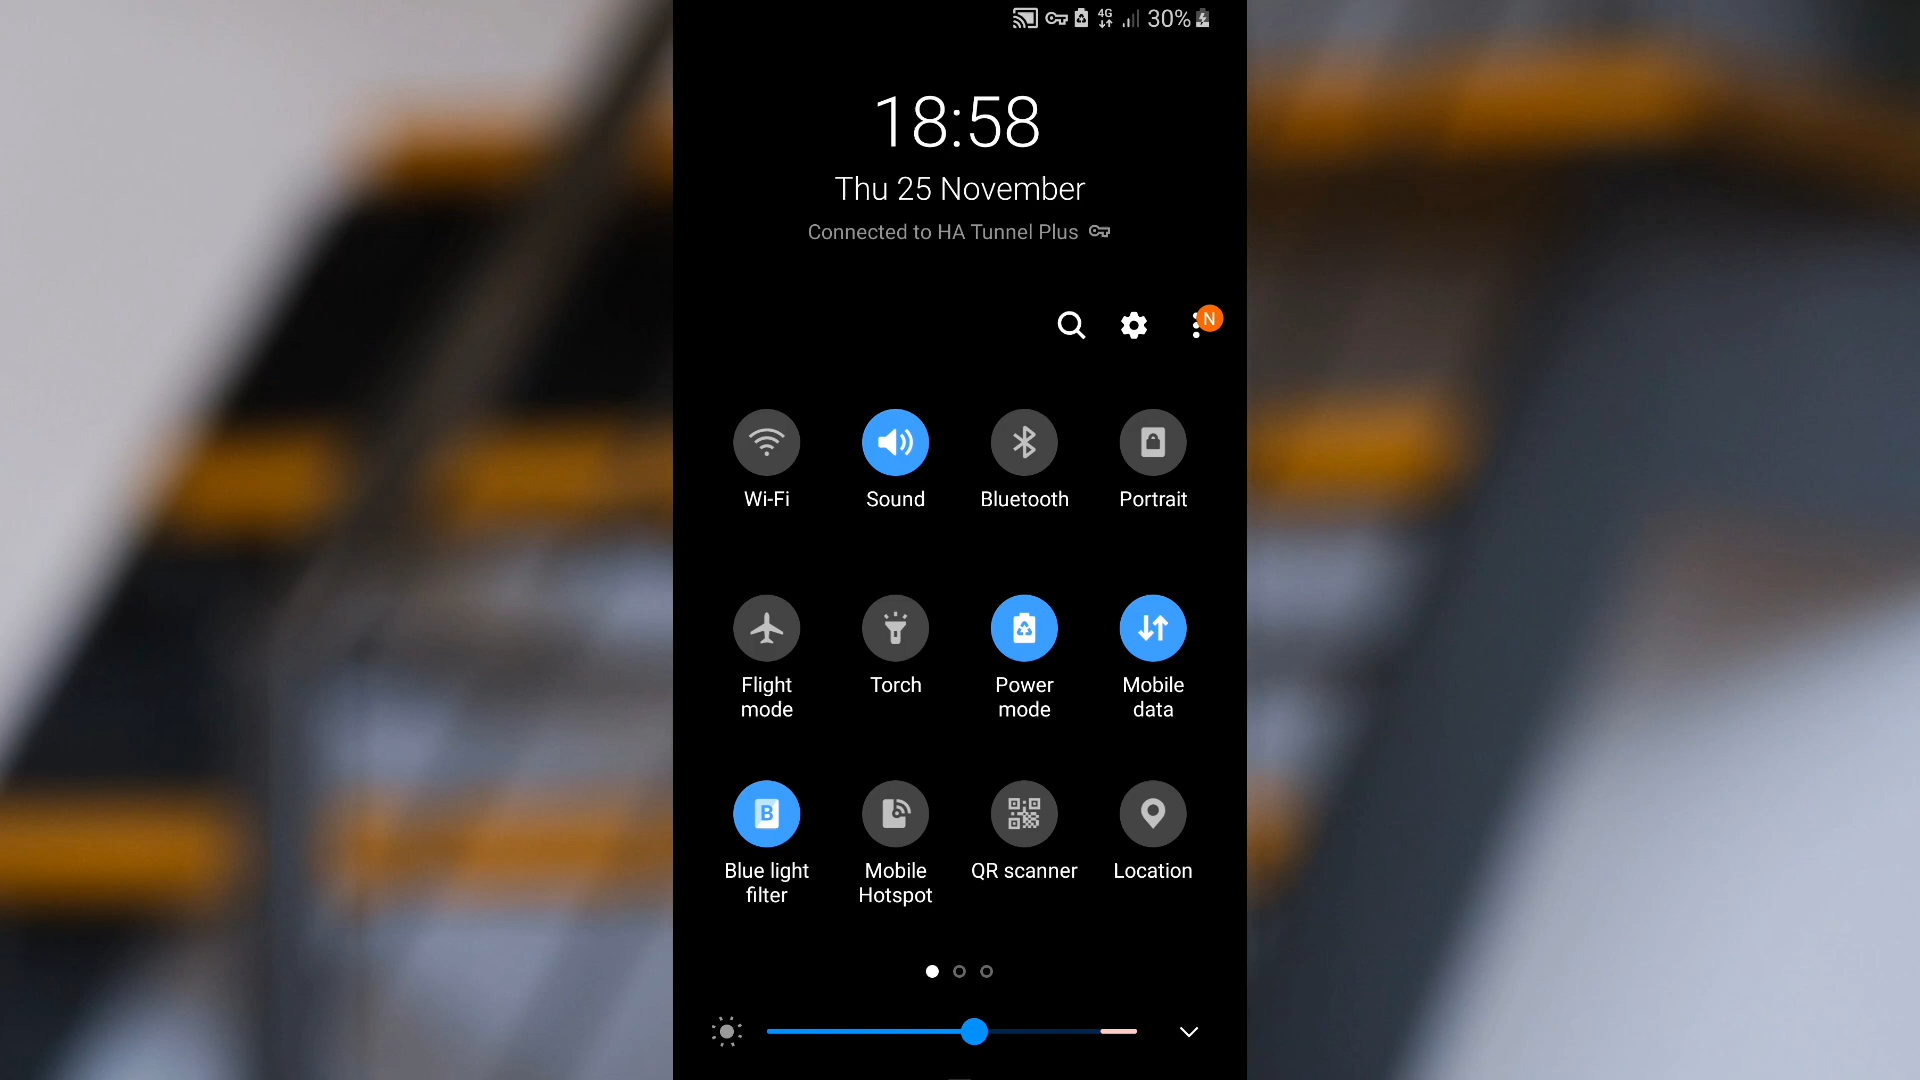 4G 30%
18:58
Thu 25 November
Connected to HA Tunnel Plus
N
Wi-Fi Sound Bluetooth Portrait
Flight mode Torch Power mode Mobile data
B
Blue light filter Mobile Hotspot QR scanner Location